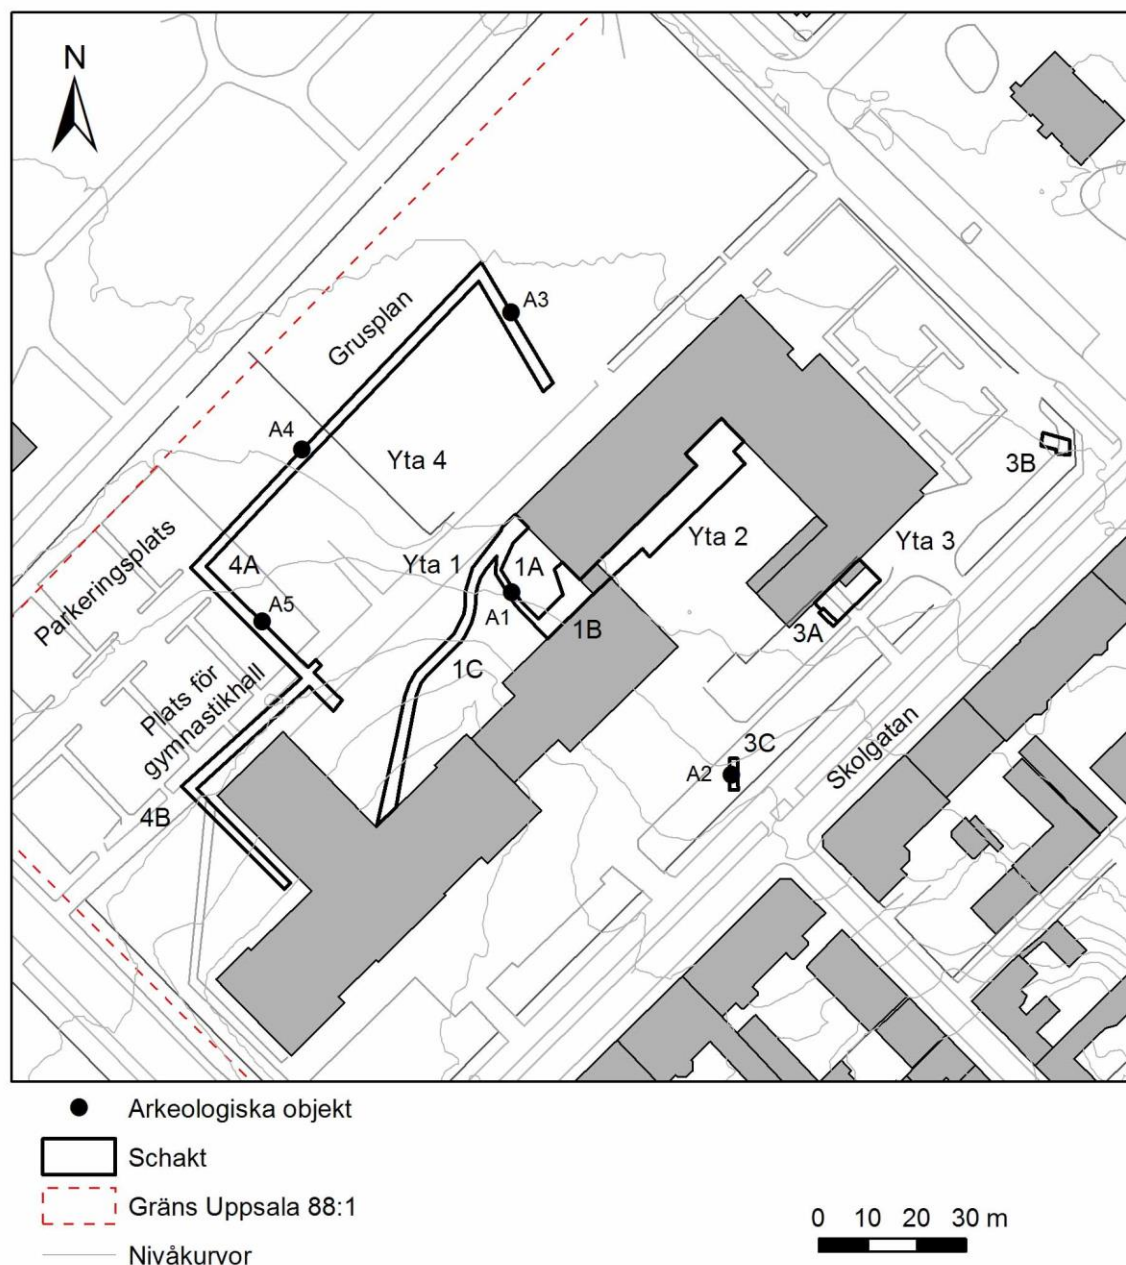 N
A3
Grusplan
A4
Yta 4
3B
Parkeringsplats
4A
Yta 1
1A
Yta 2
Yta 3
A5
A1
1B
3A
1C
Plats för
gymnastikhall
3C
A2
Skolgatan
4B
Arkeologiska objekt
Schakt
Gräns Uppsala 88:1
Nivåkurvor
0 10 20 30 m